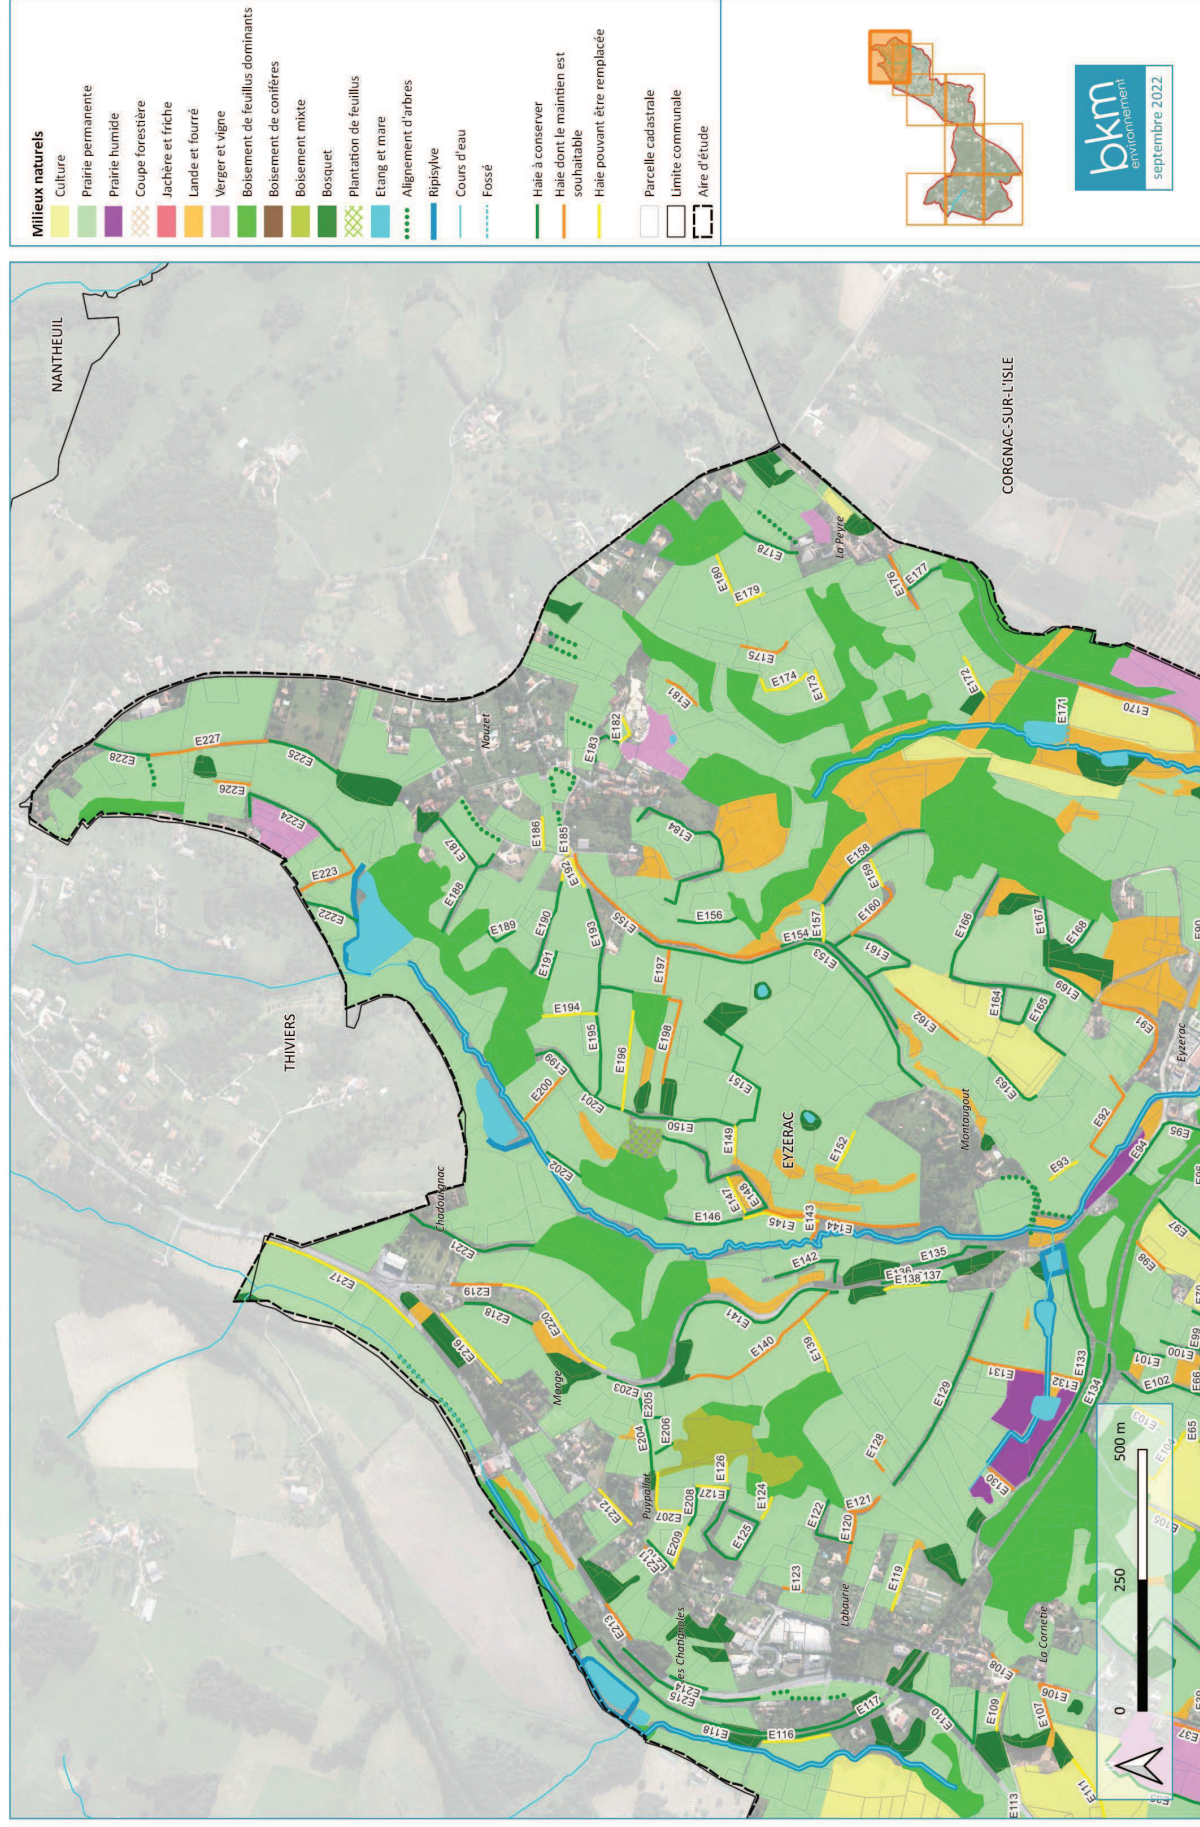 Milieux naturels
Culture
Prairie permanente
Prairie humide
Coupe forestière
Jachère et friche
Lande et fourré
Verger et vigne
Boisement de feuillus dominants
Boisement de conifères
Boisement mixte
Bosquet
Plantation de feuillus
Etang et mare
Alignement d'arbres
Ripisylve
Cours d'eau
Fossé
Haie à conserver
Haie dont le maintien est
souhaitable
Haie pouvant être remplacée
Parcelle cadastrale
Limite communale
Aire d'étude
bkm
environnement
septembre 2022
NANTHEUIL
THIVIERS
CORGNAC-SUR-L'ISLE
EYZERAC
Nouzet
La Peyre
Chadourgnac
Monge
Puypaillat
Montaugout
Eyzerac
Labaurie
La Cornetie
es Chatignoles
E228
E227
E226
E225
E224
E223
E222
E221
E220
E219
E218
E217
E216
E215
E214
E213
E212
E211
E209
E208
E207
E206
E205
E204
E203
E202
E201
E200
E199
E198
E197
E196
E195
E194
E193
E192
E191
E190
E189
E188
E187
E186
E185
E184
E183
E182
E181
E180
E179
E178
E177
E176
E175
E174
E173
E172
E171
E170
E169
E168
E167
E166
E165
E164
E163
E162
E161
E160
E159
E158
E157
E156
E155
E154
E153
E152
E151
E150
E149
E148
E147
E146
E145
E144
E143
E142
E141
E140
E139
E138
137
E136
E135
E134
E133
E132
E131
E130
E129
E128
E127
E126
E125
E124
E123
E122
E121
E120
E119
E118
E117
E116
E113
E111
E110
E109
E108
E107
E106
E105
E103
E102
E101
E100
E99
E98
E97
E95
E94
E93
E92
E91
E66
E65
E37
0
250
500 m